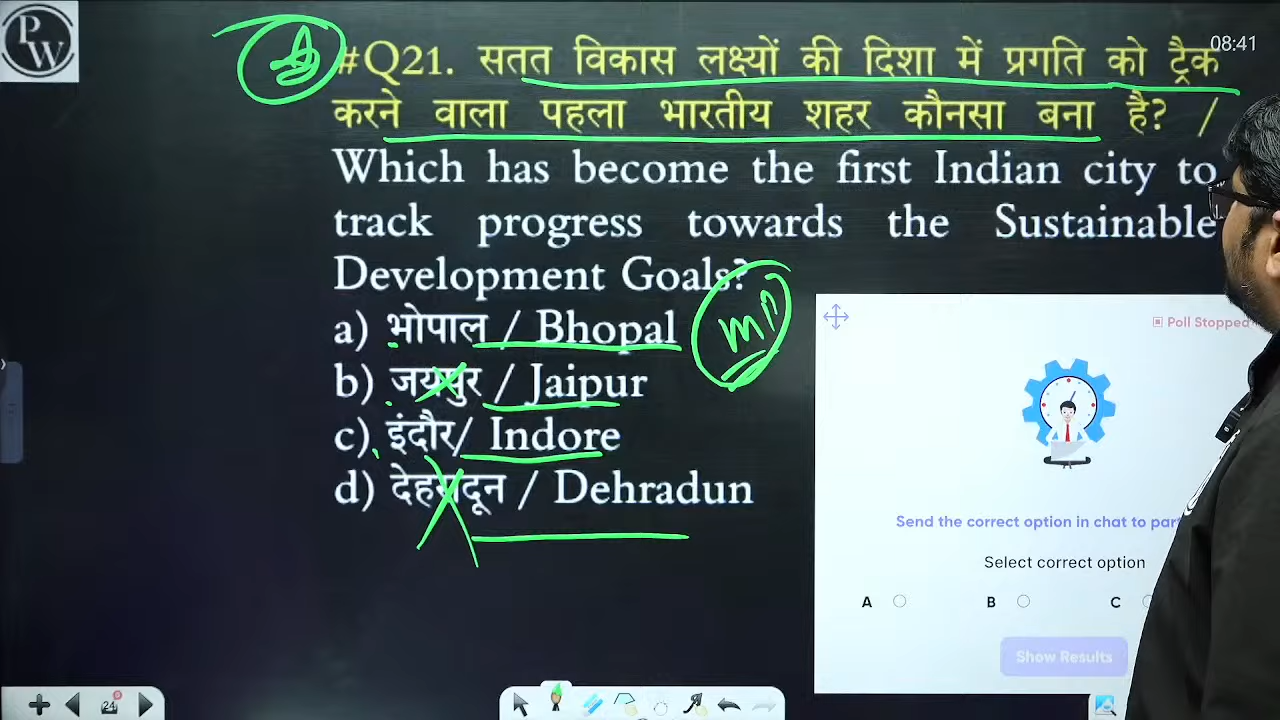 PW
08:41
#Q21. सतत विकास लक्ष्यों की दिशा में प्रगति को ट्रैक
करने वाला पहला भारतीय शहर कौनसा बना है? /
Which has become the first Indian city to
track progress towards the Sustainable
Development Goals?
a) भोपाल / Bhopal
b) जयपुर / Jaipur
c) इंदौर/ Indore
d) देहरादून / Dehradun
Poll Stopped
Send the correct option in chat to
Select correct option
A B C
Show Results
24